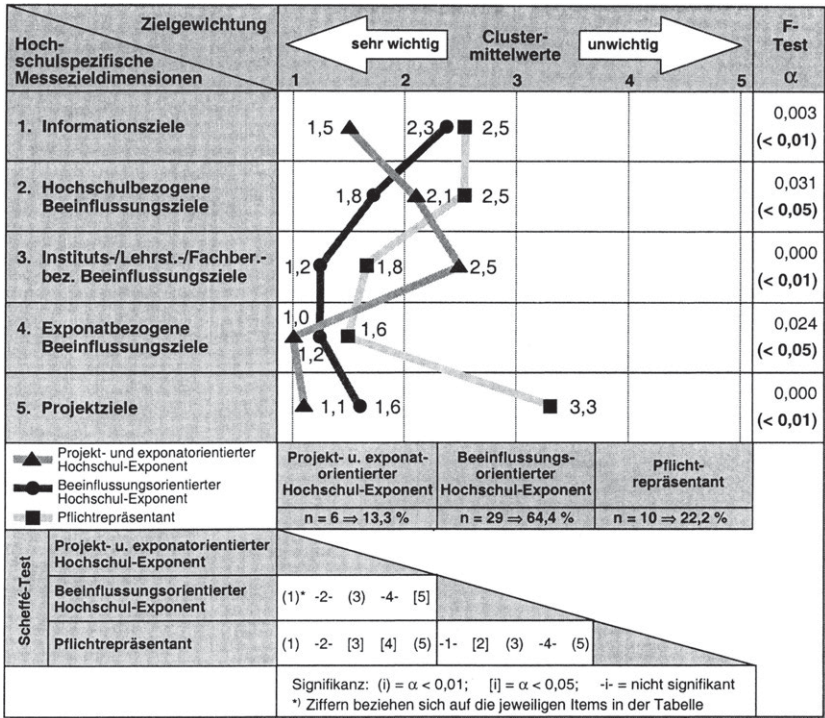 Zielgewichtung
Hoch-
schulspezifische
Messezieldimensionen
sehr wichtig
Cluster-
mittelwerte
unwichtig
1 2 3 4 5
F-
Test
α
1. Informationsziele
1,5 2,3 2,5
0,003
(< 0,01)
2. Hochschulbezogene
Beeinflussungsziele
1,8 2,1 2,5
0,031
(< 0,05)
3. Instituts-/Lehrst.-/Fachber.-
bez. Beeinflussungsziele
1,2 1,8 2,5
0,000
(< 0,01)
4. Exponatbezogene
Beeinflussungsziele
1,0 1,2 1,6
0,024
(< 0,05)
5. Projektziele
1,1 1,6 3,3
0,000
(< 0,01)
Projekt- und exponatorientierter
Hochschul-Exponent
Beeinflussungsorientierter
Hochschul-Exponent
Pflichtrepräsentant
Projekt- u. exponat-
orientierter
Hochschul-Exponent
n = 6 ⇒ 13,3 %
Beeinflussungs-
orientierter
Hochschul-Exponent
n = 29 ⇒ 64,4 %
Pflicht-
repräsentant
n = 10 ⇒ 22,2 %
Scheffé-Test
Projekt- u. exponatorientierter
Hochschul-Exponent
Beeinflussungsorientierter
Hochschul-Exponent
(1)* -2- (3) -4- [5]
Pflichtrepräsentant
(1) -2- [3] [4] (5)
-1- [2] (3) -4- (5)
Signifikanz: (i) = α < 0,01; [i] = α < 0,05; -i- = nicht signifikant
*) Ziffern beziehen sich auf die jeweiligen Items in der Tabelle